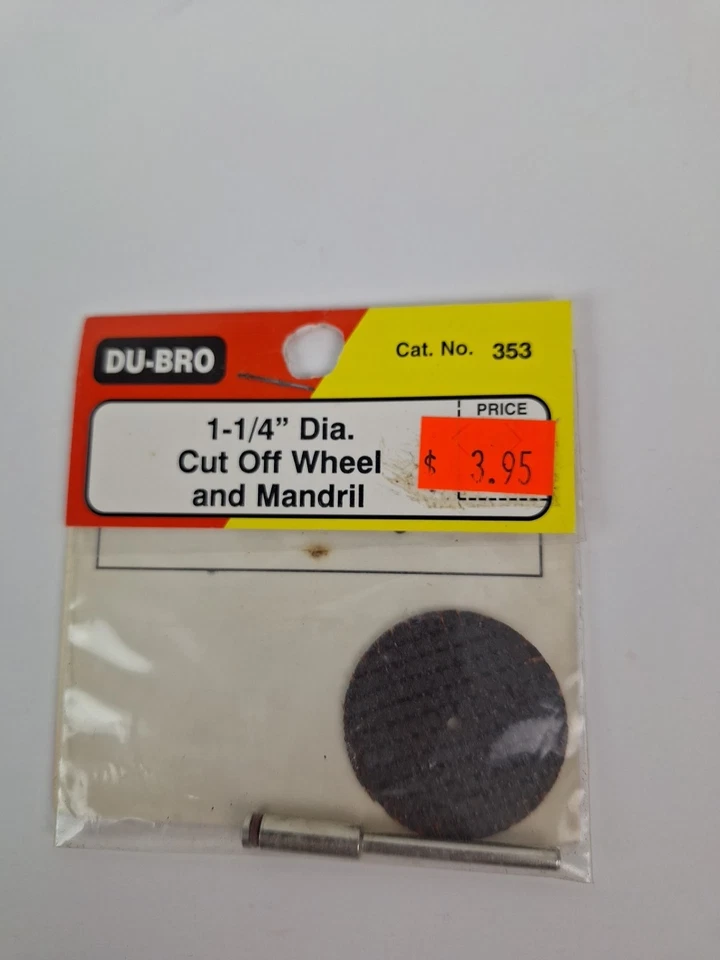 DU-BRO
Cat. No. 353
1-1/4” Dia.
Cut Off Wheel
and Mandril
PRICE
$ 3.95